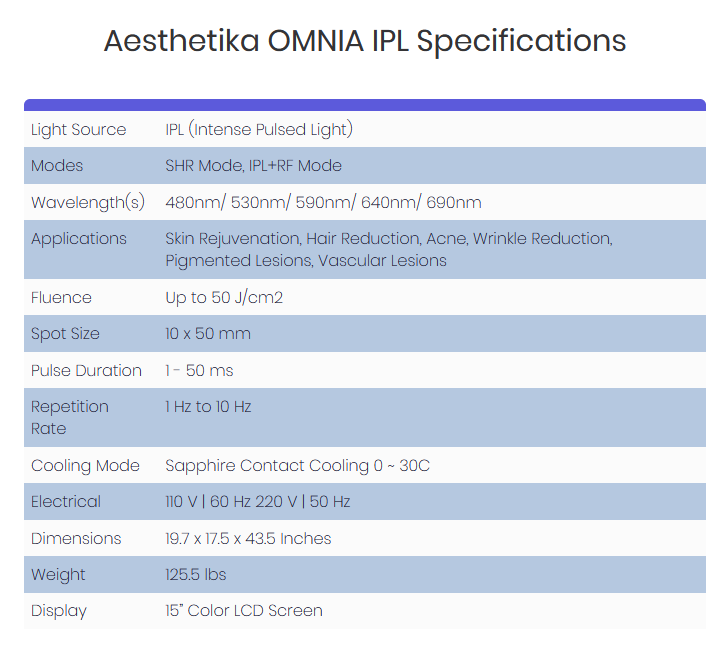 Aesthetika OMNIA IPL Specifications
Light Source IPL (Intense Pulsed Light)
Modes SHR Mode, IPL+RF Mode
Wavelength(s) 480nm/ 530nm/ 590nm/ 640nm/ 690nm
Applications Skin Rejuvenation, Hair Reduction, Acne, Wrinkle Reduction,
Pigmented Lesions, Vascular Lesions
Fluence Up to 50 J/cm2
Spot Size 10 x 50 mm
Pulse Duration 1 - 50 ms
Repetition 1 Hz to 10 Hz
Rate
Cooling Mode Sapphire Contact Cooling 0 ~ 30C
Electrical 110 V | 60 Hz 220 V | 50 Hz
Dimensions 19.7 x 17.5 x 43.5 Inches
Weight 125.5 lbs
Display 15” Color LCD Screen